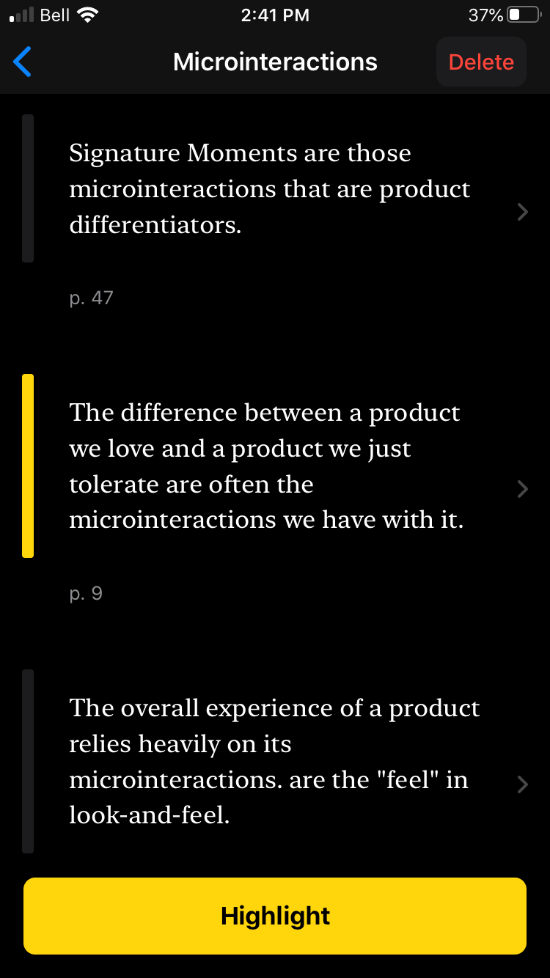 Bell
2:41 PM
37%
Microinteractions
Delete
Signature Moments are those
microinteractions that are product
differentiators.
p. 47
The difference between a product
we love and a product we just
tolerate are often the
microinteractions we have with it.
p. 9
The overall experience of a product
relies heavily on its
microinteractions. are the "feel" in
look-and-feel.
Highlight